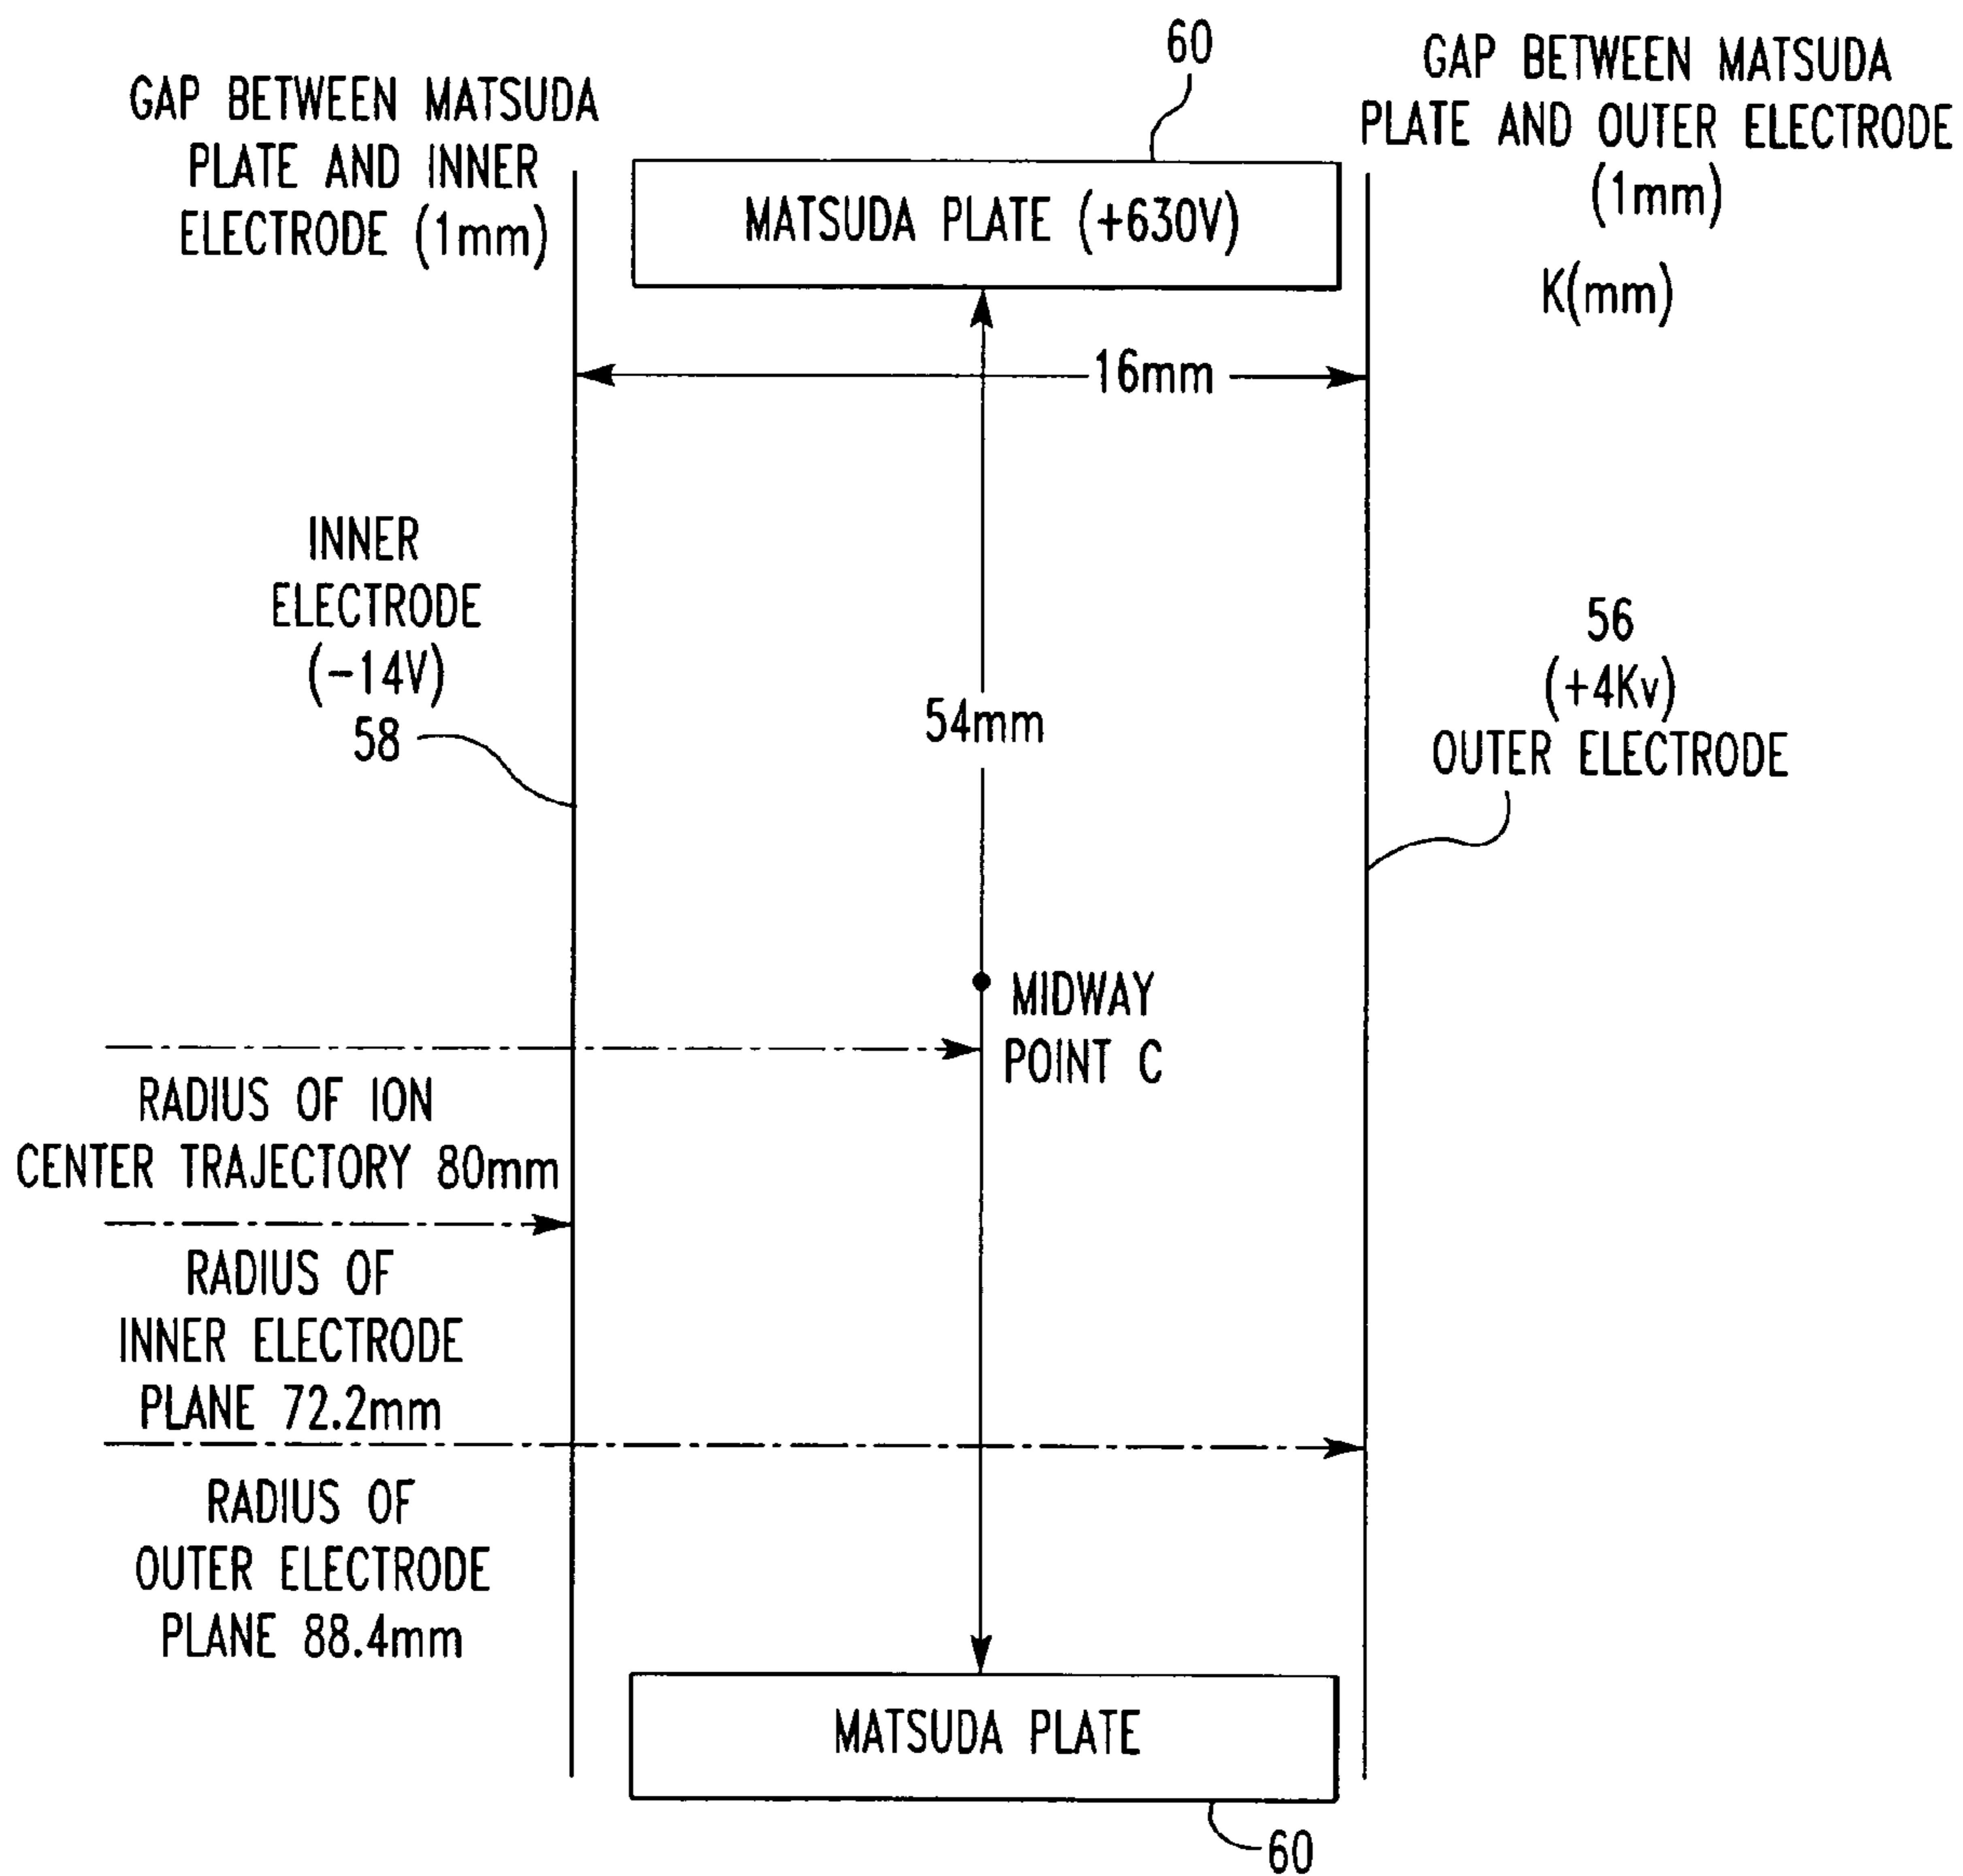 60
GAP BETWEEN MATSUDA
PLATE AND INNER
ELECTRODE (1mm)
GAP BETWEEN MATSUDA
PLATE AND OUTER ELECTRODE
(1mm)
K(mm)
MATSUDA PLATE (+630V)
16mm
INNER
ELECTRODE
(-14V)
58
54mm
56
(+4Kv)
OUTER ELECTRODE
MIDWAY
POINT C
RADIUS OF ION
CENTER TRAJECTORY 80mm
RADIUS OF
INNER ELECTRODE
PLANE 72.2mm
RADIUS OF
OUTER ELECTRODE
PLANE 88.4mm
MATSUDA PLATE
60